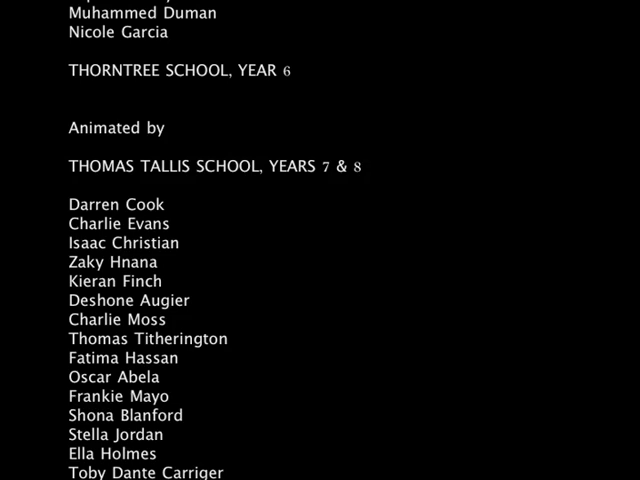 Muhammed Duman
Nicole Garcia
THORNTREE SCHOOL, YEAR 6
Animated by
THOMAS TALLIS SCHOOL, YEARS 7 & 8
Darren Cook
Charlie Evans
Isaac Christian
Zaky Hnana
Kieran Finch
Deshone Augier
Charlie Moss
Thomas Titherington
Fatima Hassan
Oscar Abela
Frankie Mayo
Shona Blanford
Stella Jordan
Ella Holmes
Toby Dante Carriger